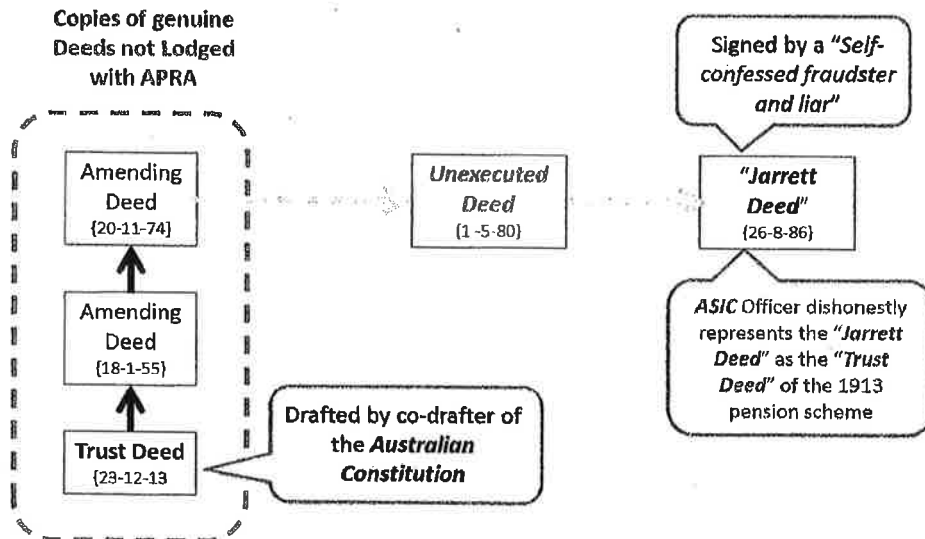 Copies of genuine
Deeds not Lodged
with APRA
Amending
Deed
{20-11-74}
Amending
Deed
{18-1-55}
Trust Deed
{23-12-13
Drafted by co-drafter of
the Australian
Constitution
Unexecuted
Deed
{1-5-80}
Signed by a "Self-
confessed fraudster
and liar"
"Jarrett
Deed"
{26-8-86}
ASIC Officer dishonestly
represents the "Jarrett
Deed" as the "Trust
Deed" of the 1913
pension scheme